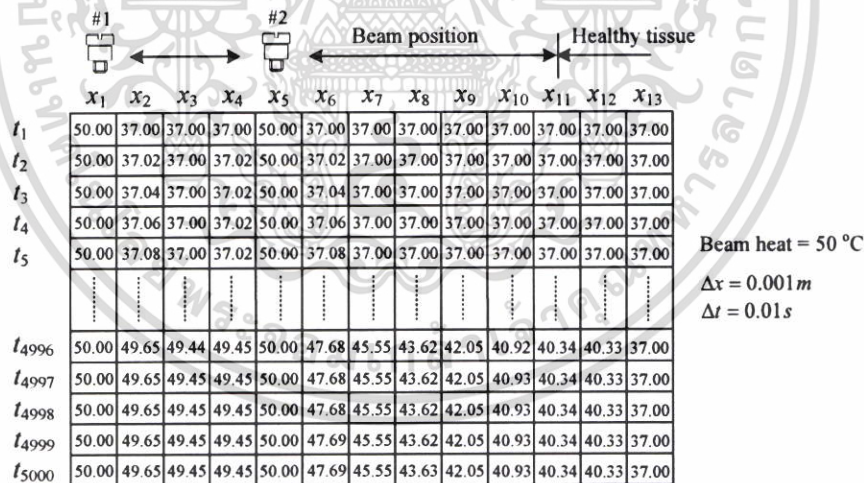 #1 #2 Beam position Healthy tissue
x1 x2 x3 x4 x5 x6 x7 x8 x9 x10 x11 x12 x13
t1 50.00 37.00 37.00 37.00 50.00 37.00 37.00 37.00 37.00 37.00 37.00 37.00 37.00
t2 50.00 37.02 37.00 37.02 50.00 37.02 37.00 37.00 37.00 37.00 37.00 37.00 37.00
t3 50.00 37.04 37.00 37.02 50.00 37.04 37.00 37.00 37.00 37.00 37.00 37.00 37.00
t4 50.00 37.06 37.00 37.02 50.00 37.06 37.00 37.00 37.00 37.00 37.00 37.00 37.00
t5 50.00 37.08 37.00 37.02 50.00 37.08 37.00 37.00 37.00 37.00 37.00 37.00 37.00
Beam heat = 50 °C
Δx = 0.001m
Δt = 0.01s
t4996 50.00 49.65 49.44 49.45 50.00 47.68 45.55 43.62 42.05 40.92 40.34 40.33 37.00
t4997 50.00 49.65 49.45 49.45 50.00 47.68 45.55 43.62 42.05 40.93 40.34 40.33 37.00
t4998 50.00 49.65 49.45 49.45 50.00 47.68 45.55 43.62 42.05 40.93 40.34 40.33 37.00
t4999 50.00 49.65 49.45 49.45 50.00 47.69 45.55 43.62 42.05 40.93 40.34 40.33 37.00
t5000 50.00 49.65 49.45 49.45 50.00 47.69 45.55 43.63 42.05 40.93 40.34 40.33 37.00